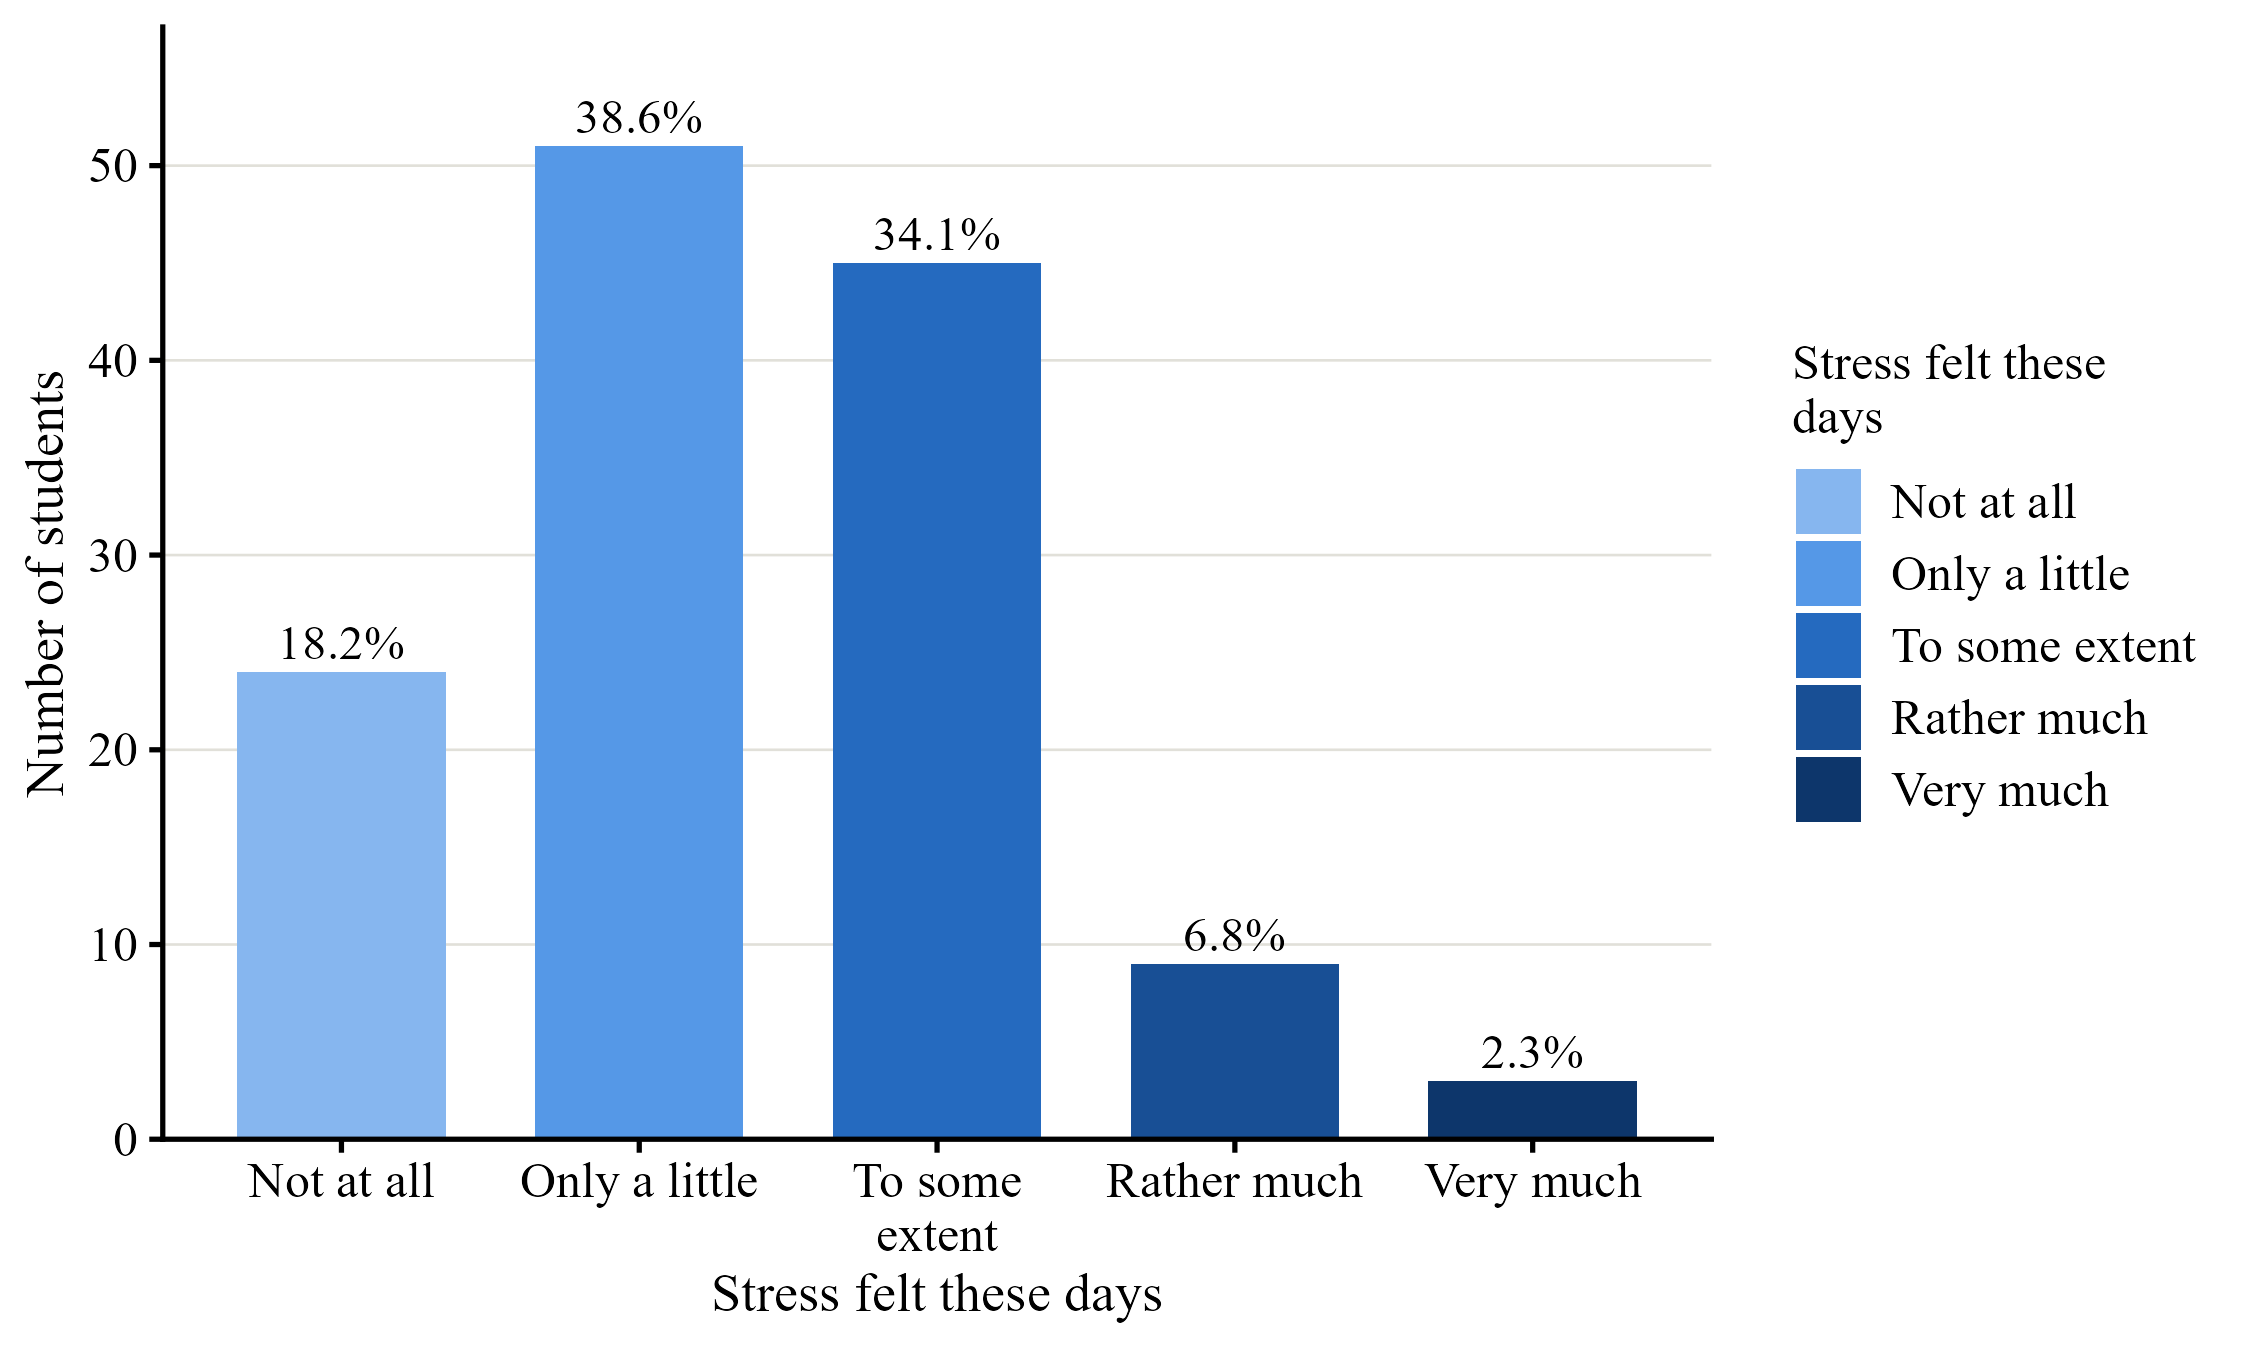 38.6%
50
34.1%
40
Stress felt these
days
Number of students
Not at all
Only a little
30
18.2%
To some extent
Rather much
20
Very much
10
6.8%
2.3%
0
Not at all
Only a little
To some
extent
Rather much
Very much
Stress felt these days